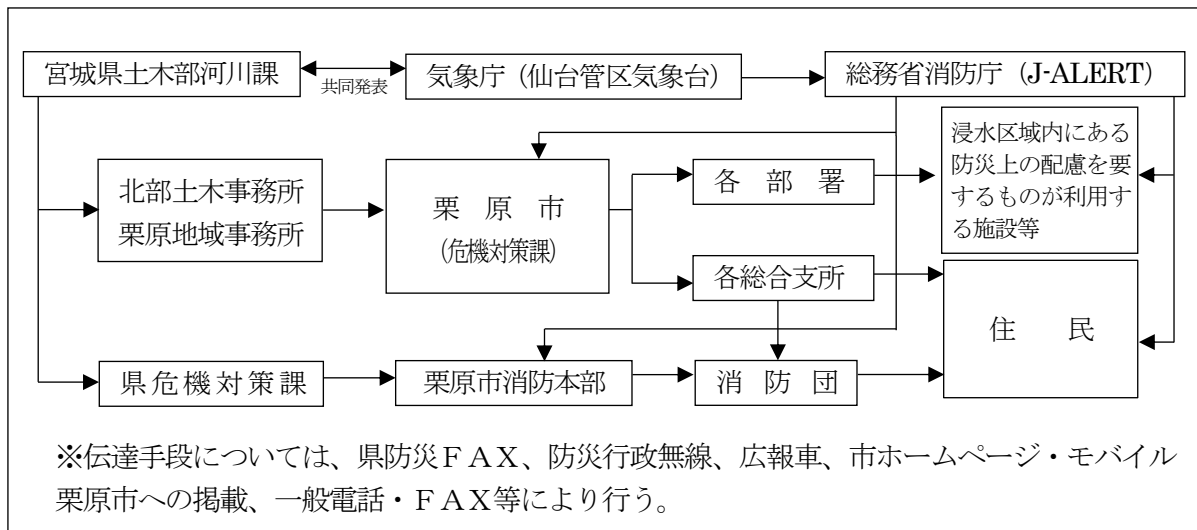 宮城県土木部河川課
共同発表
気象庁（仙台管区気象台）
総務省消防庁（J-ALERT）
北部土木事務所
栗原地域事務所
栗　原　市
（危機対策課）
各　部　署
浸水区域内にある
防災上の配慮を要
するものが利用す
る施設等
各総合支所
住　　民
県危機対策課
栗原市消防本部
消　防　団
※伝達手段については、県防災ＦＡＸ、防災行政無線、広報車、市ホームページ・モバイル
栗原市への掲載、一般電話・ＦＡＸ等により行う。